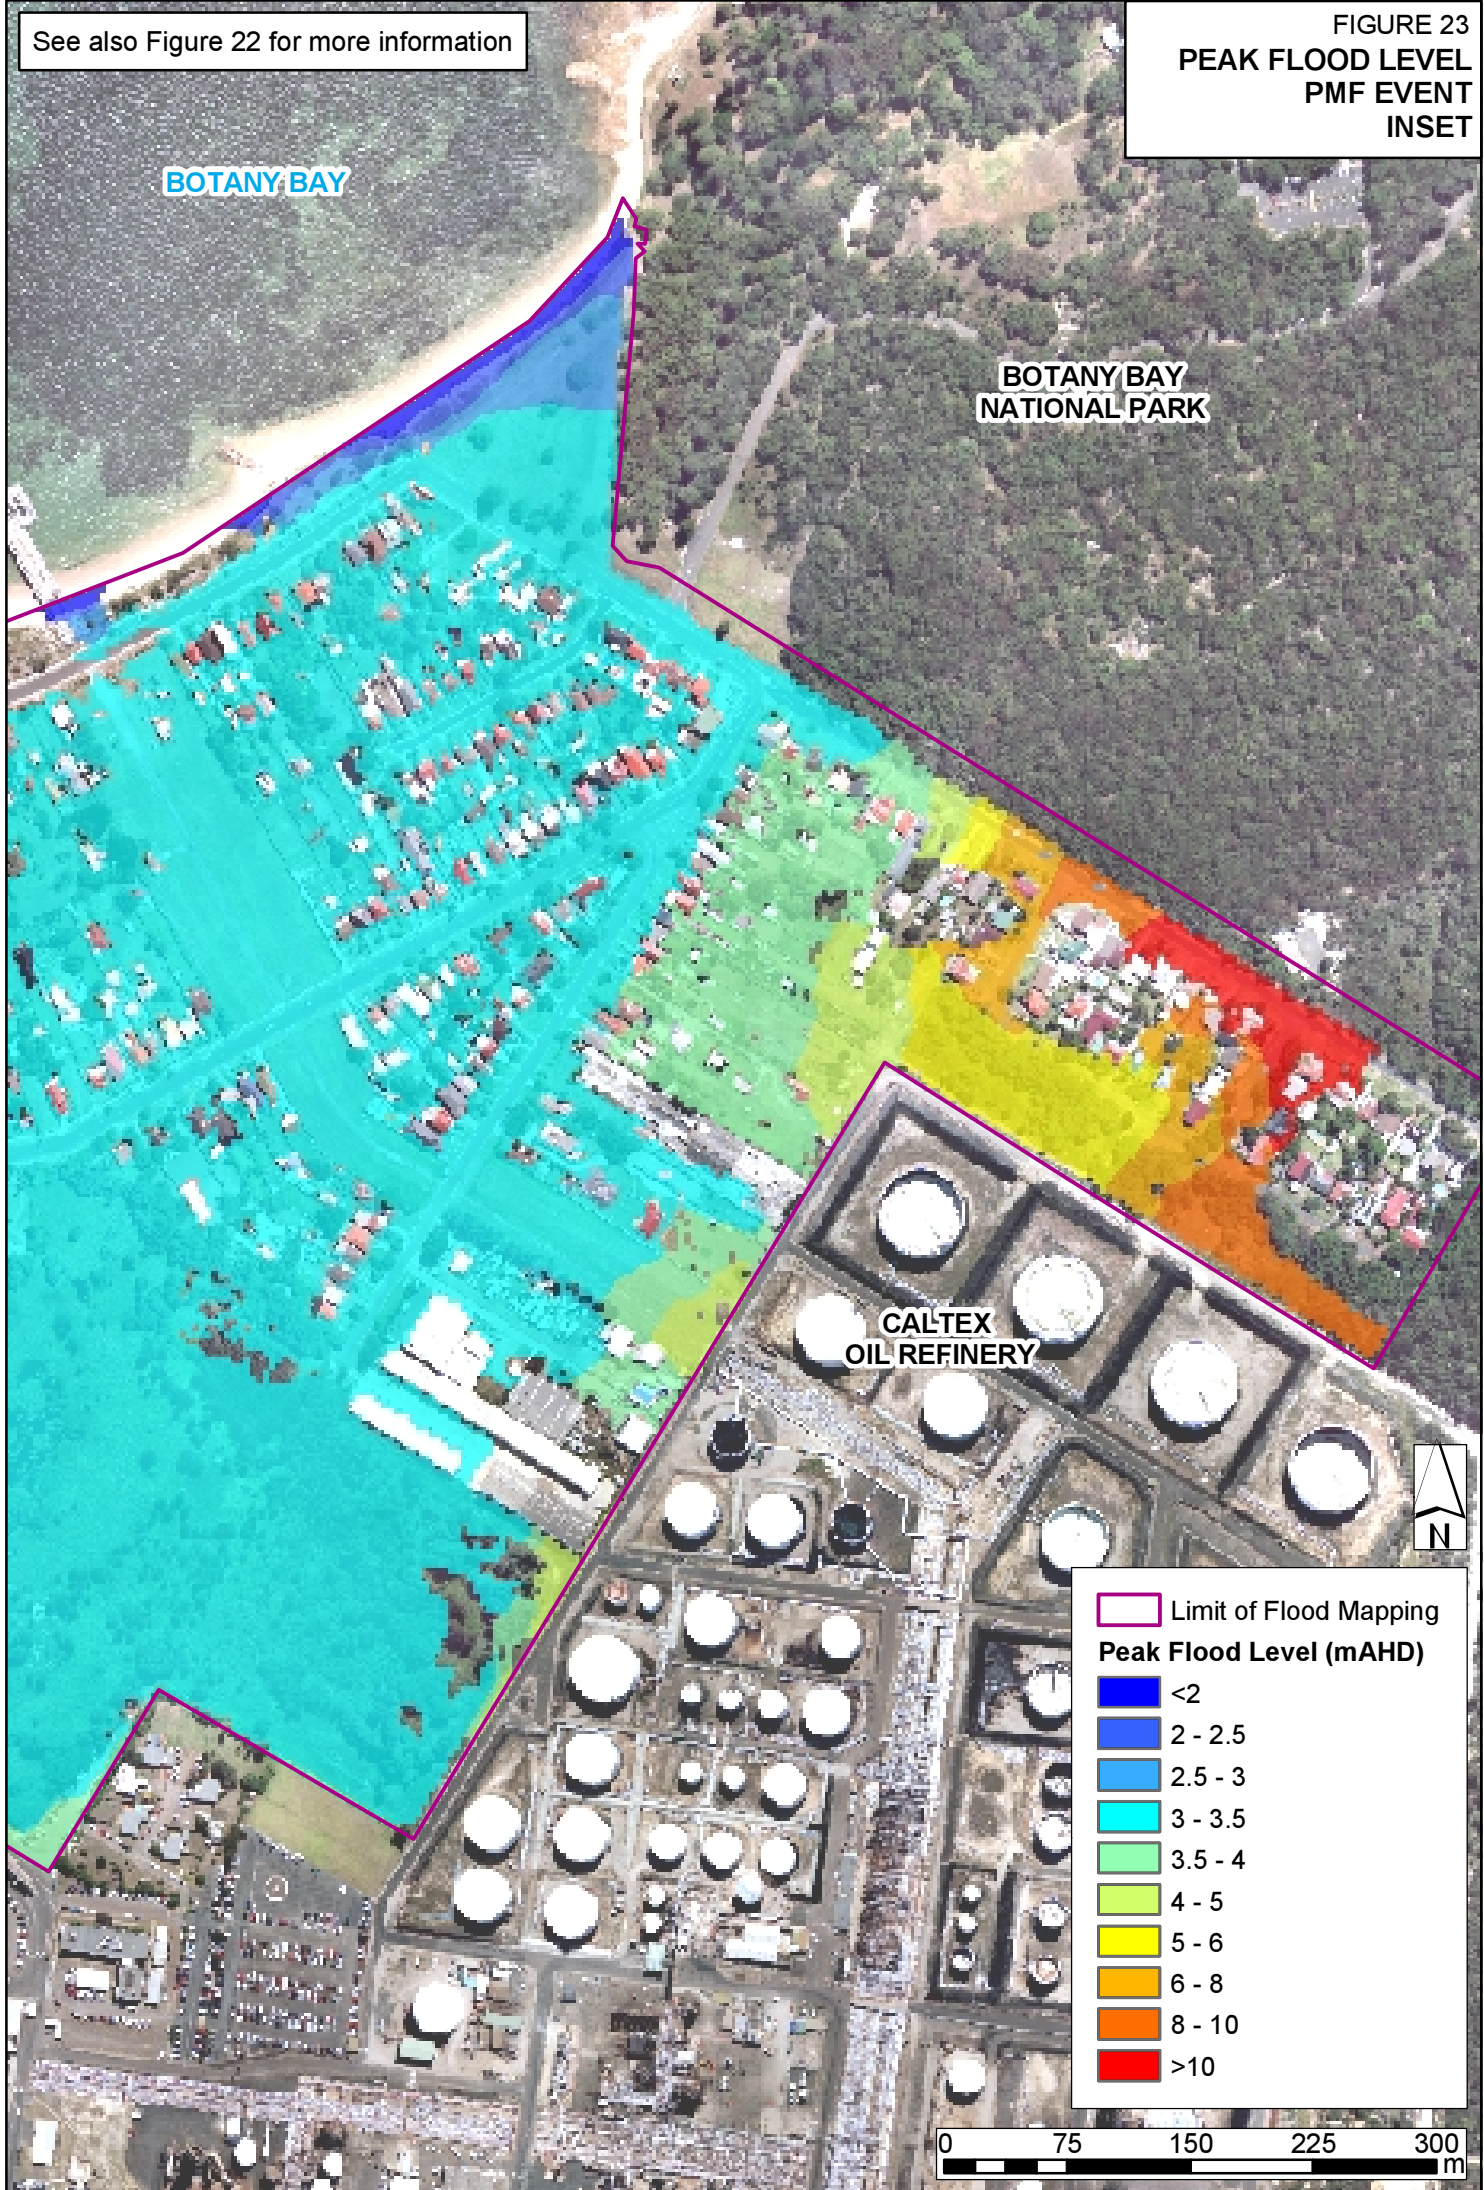 See also Figure 22 for more information
FIGURE 23
PEAK FLOOD LEVEL
PMF EVENT
INSET
BOTANY BAY
BOTANY BAY
NATIONAL PARK
CALTEX
OIL REFINERY
N
Limit of Flood Mapping
Peak Flood Level (mAHD)
<2
2 - 2.5
2.5 - 3
3 - 3.5
3.5 - 4
4 - 5
5 - 6
6 - 8
8 - 10
>10
0 75 150 225 300
m